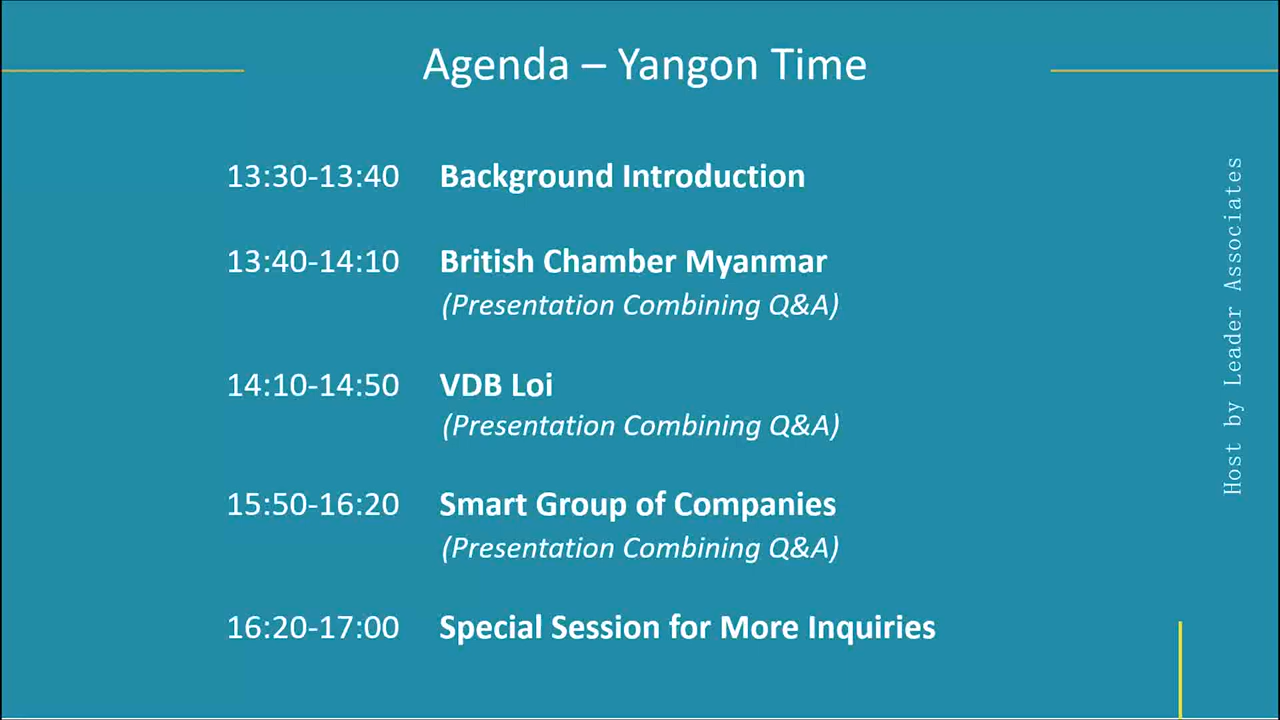 Agenda – Yangon Time
13:30-13:40 Background Introduction
13:40-14:10 British Chamber Myanmar
(Presentation Combining Q&A)
14:10-14:50 VDB Loi
(Presentation Combining Q&A)
15:50-16:20 Smart Group of Companies
(Presentation Combining Q&A)
16:20-17:00 Special Session for More Inquiries
Host by Leader Associates